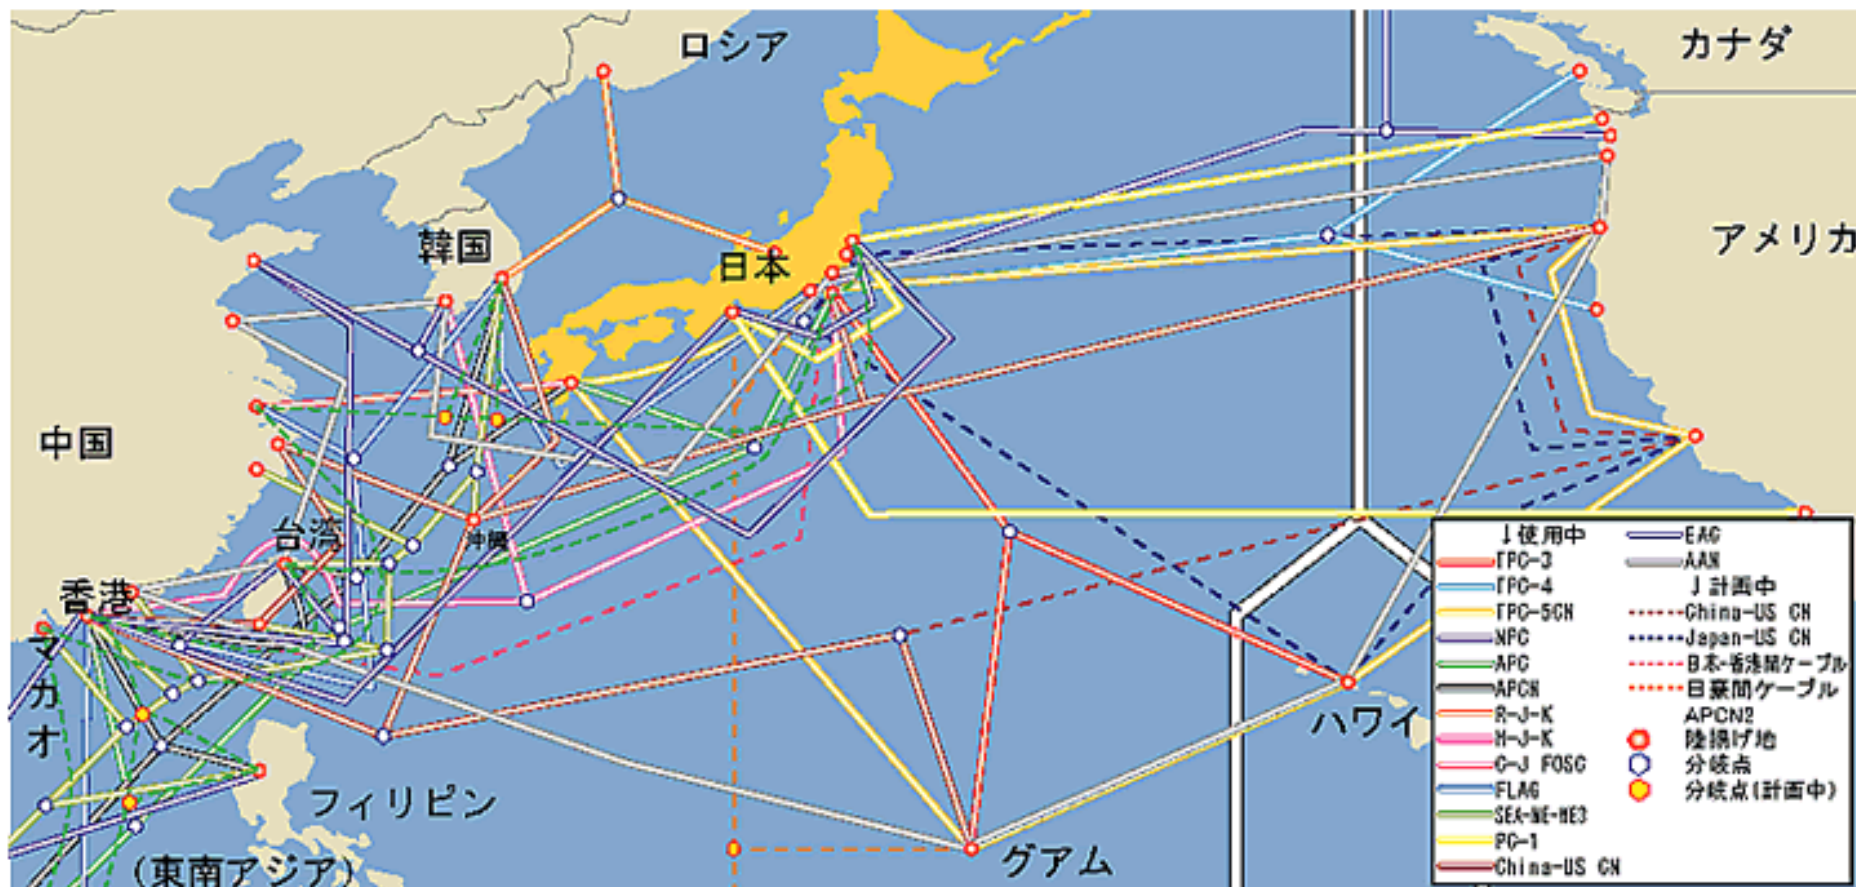 ロシア
カナダ
韓国
日本
アメリカ
中国
台湾
沖縄
香港
マカオ
フィリピン
(東南アジア)
グアム
ハワイ
↓使用中
TPC-3
TPC-4
TPC-5CN
NPC
APC
APCN
R-J-K
H-J-K
C-J FOSC
FLAG
SEA-ME-WE3
PC-1
China-US CN
EAC
AAN
↓計画中
China-US CN
Japan-US CN
日本-香港間ケーブル
日豪間ケーブル
APCN2
陸揚げ地
分岐点
分岐点(計画中)